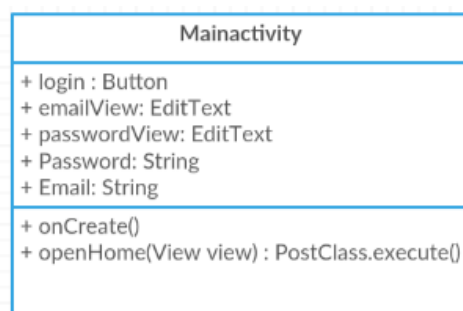 Mainactivity
+ login : Button
+ emailView: EditText
+ passwordView: EditText
+ Password: String
+ Email: String
+ onCreate()
+ openHome(View view) : PostClass.execute()